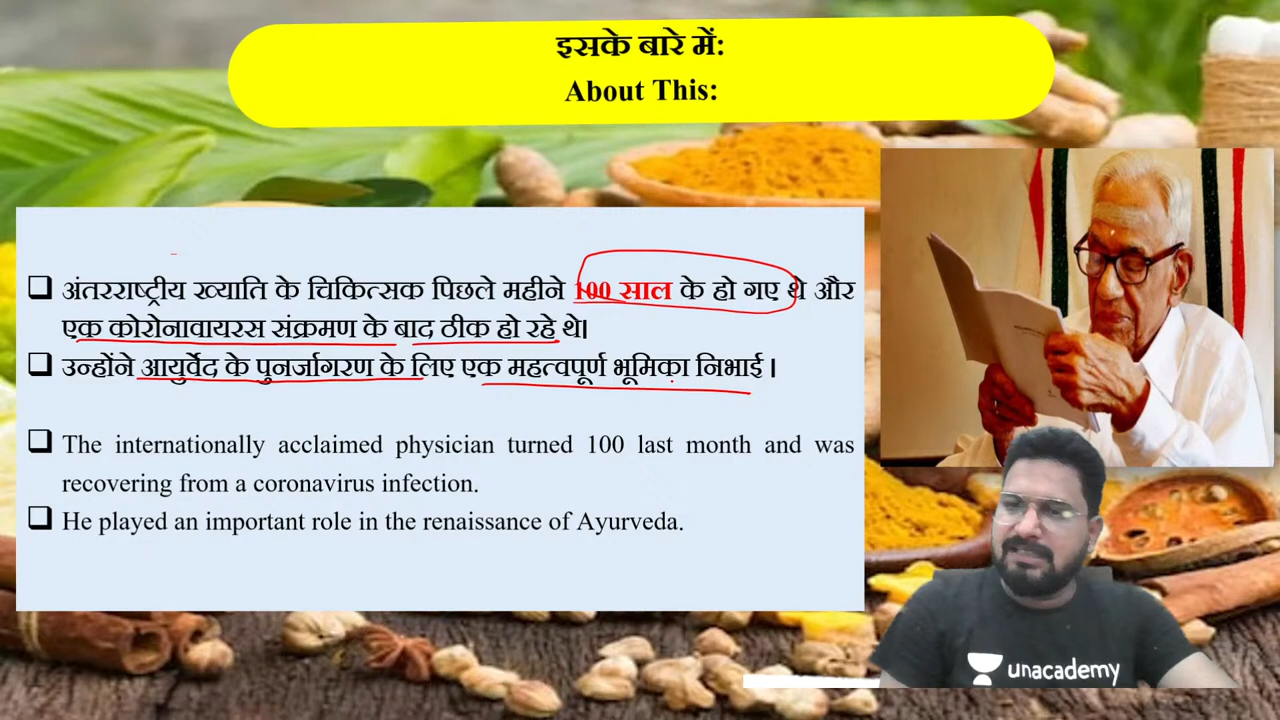 इसके बारे में:
About This:
❑ अंतरराष्ट्रीय ख्याति के चिकित्सक पिछले महीने 100 साल के हो गए थे और
एक कोरोनावायरस संक्रमण के बाद ठीक हो रहे थे।
❑ उन्होंने आयुर्वेद के पुनर्जागरण के लिए एक महत्वपूर्ण भूमिका निभाई ।
❑ The internationally acclaimed physician turned 100 last month and was
recovering from a coronavirus infection.
❑ He played an important role in the renaissance of Ayurveda.
unacademy